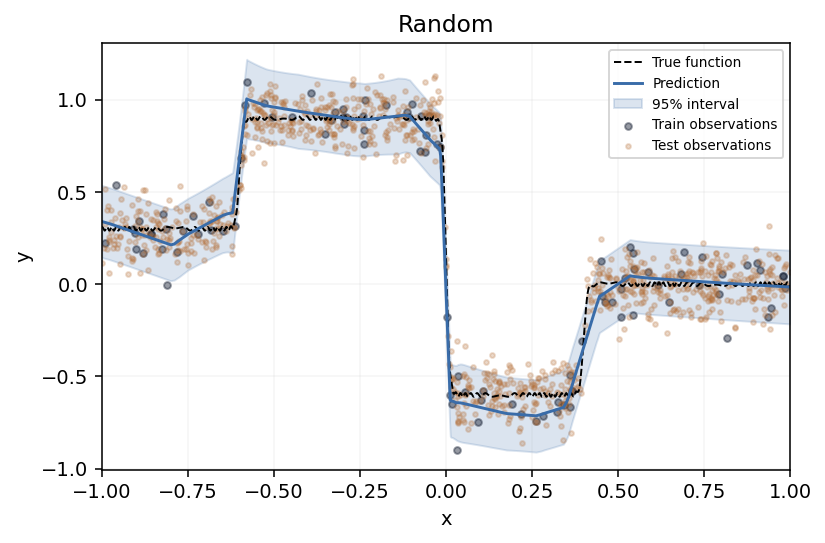 Random
True function
Prediction
95% interval
Train observations
Test observations
y
1.0
0.5
0.0
−0.5
−1.0
−1.00 −0.75 −0.50 −0.25 0.00 0.25 0.50 0.75 1.00
x